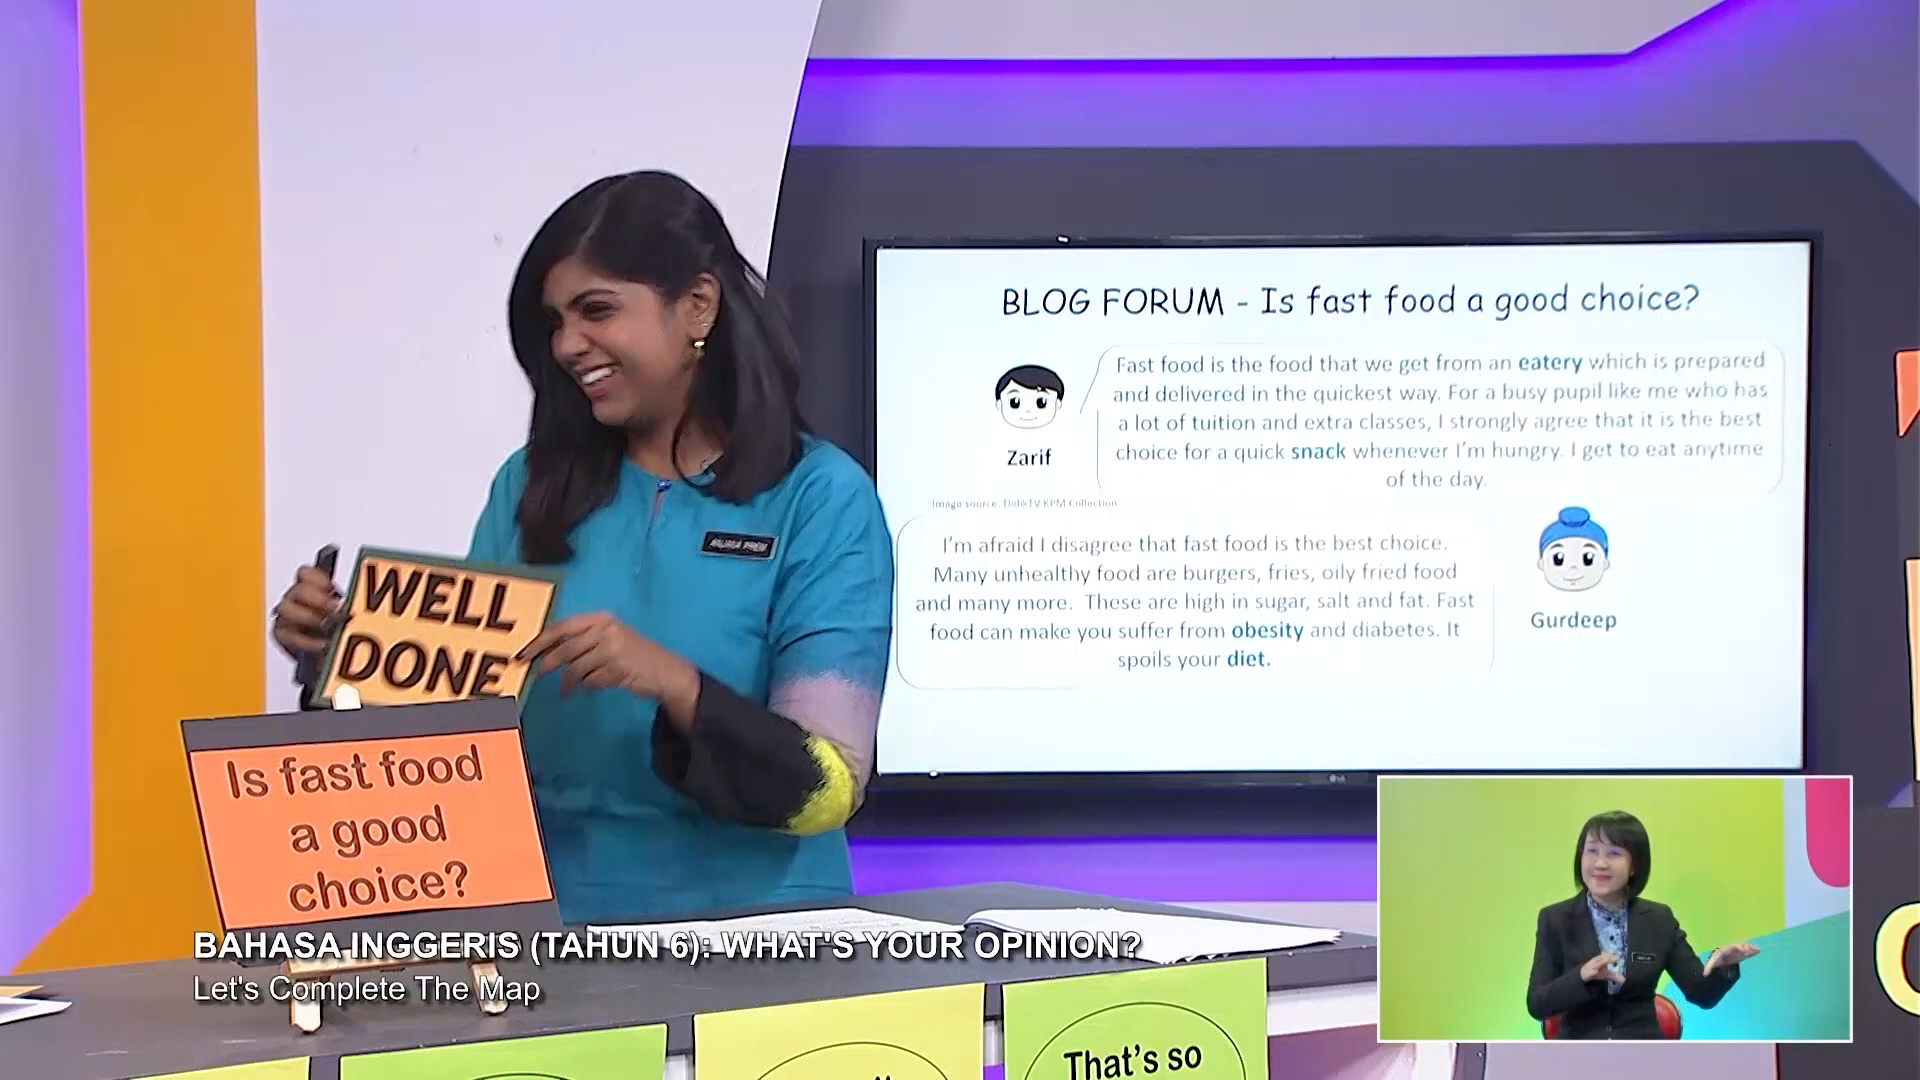 BLOG FORUM - Is fast food a good choice?
Fast food is the food that we get from an eatery which is prepared
and delivered in the quickest way. For a busy pupil like me who has
a lot of tuition and extra classes, I strongly agree that it is the best
choice for a quick snack whenever I'm hungry. I get to eat anytime
of the day.
Zarif
Image source: DidikTV KPM Collection
I'm afraid I disagree that fast food is the best choice.
Many unhealthy food are burgers, fries, oily fried food
and many more. These are high in sugar, salt and fat. Fast
food can make you suffer from obesity and diabetes. It
spoils your diet.
Gurdeep
LG
WELL
DONE
Is fast food
a good
choice?
BAHASA INGGERIS (TAHUN 6): WHAT'S YOUR OPINION?
Let's Complete The Map
That's so